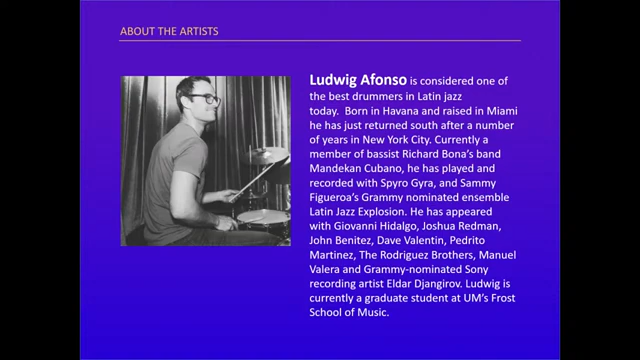 ABOUT THE ARTISTS
Ludwig Afonso is considered one of
the best drummers in Latin jazz
today.  Born in Havana and raised in Miami
he has just returned south after a number
of years in New York City. Currently a
member of bassist Richard Bona's band
Mandekan Cubano, he has played and
recorded with Spyro Gyra, and Sammy
Figueroa's Grammy nominated ensemble
Latin Jazz Explosion. He has appeared
with Giovanni Hidalgo, Joshua Redman,
John Benitez, Dave Valentin, Pedrito
Martinez, The Rodriguez Brothers, Manuel
Valera and Grammy-nominated Sony
recording artist Eldar Djangirov. Ludwig is
currently a graduate student at UM's Frost
School of Music.